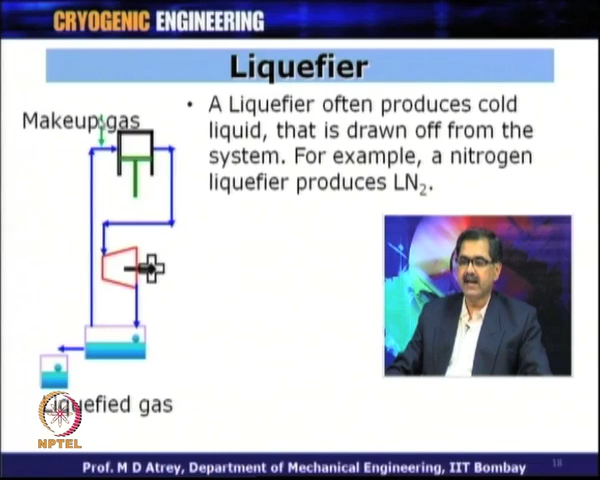 CRYOGENIC ENGINEERING
Liquefier
Makeup gas
• A Liquefier often produces cold
liquid, that is drawn off from the
system. For example, a nitrogen
liquefier produces LN₂.
Liquefied gas
NPTEL
Prof. M D Atrey, Department of Mechanical Engineering, IIT Bombay
18